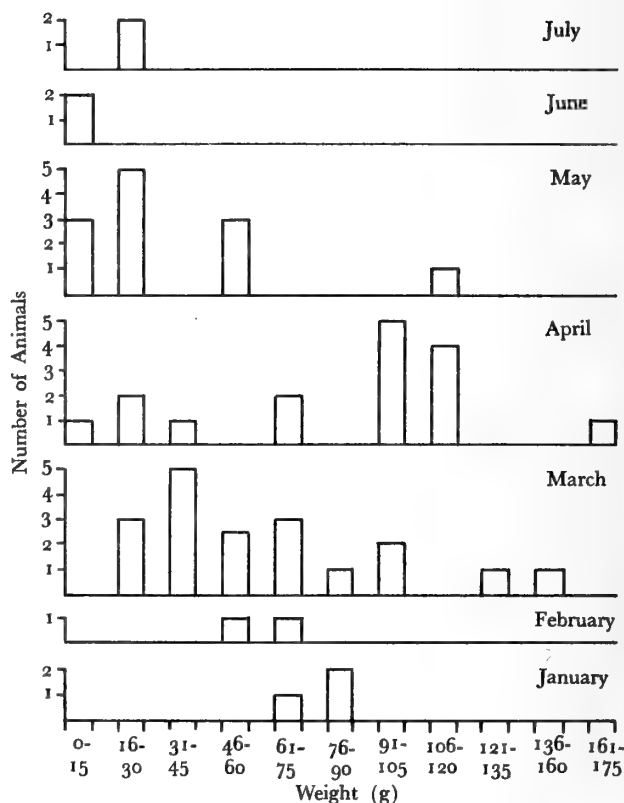 2
1
July
2
1
June
5
4
3
2
1
May
Number of Animals
5
4
3
2
1
April
5
4
3
2
1
March
1
February
2
1
January
0- 16- 31- 46- 61- 76- 91- 106- 121- 136- 161-
15 30 45 60 75 90 105 120 135 160 175
Weight (g)